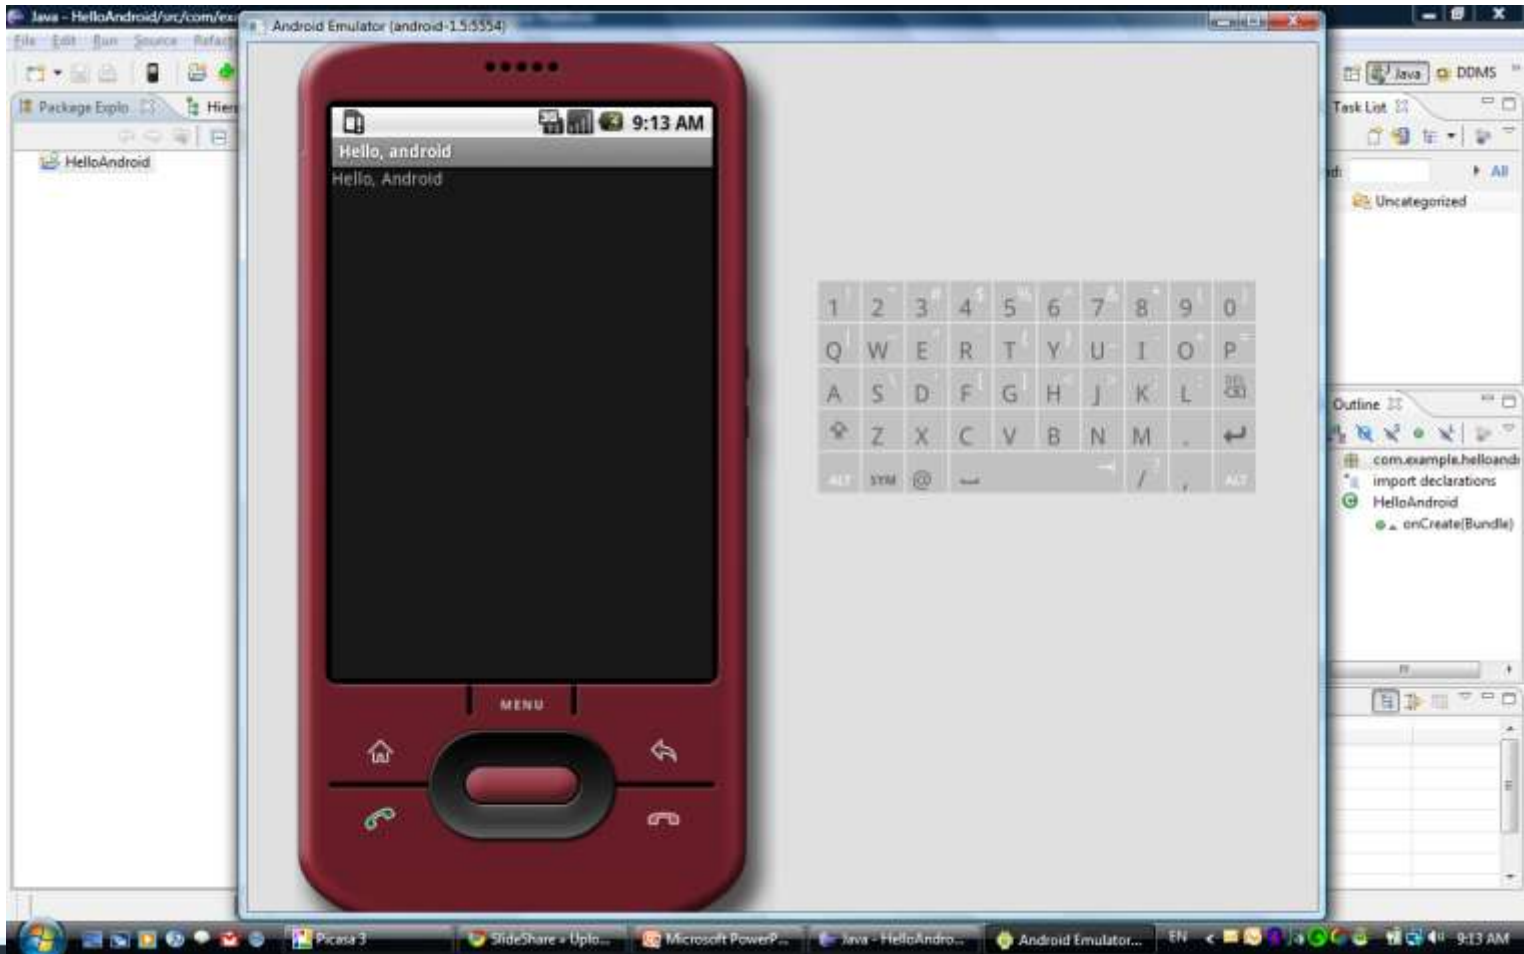 Java - HelloAndroid/src/com/ex
Android Emulator (android-1.5:5554)
File Edit Run Source Refact
Java DDMS
Package Explo
Hier
Task List
HelloAndroid
All
Uncategorized
9:13 AM
Hello, android
Hello, Android
1 2 3 4 5 6 7 8 9 0
Q W E R T Y U I O P
A S D F G H J K L DEL
Z X C V B N M .
ALT SYM @ / , ALT
Outline
com.example.helloand
import declarations
HelloAndroid
onCreate(Bundle)
MENU
Picasa 3
SlideShare » Uplo...
Microsoft PowerP...
Java - HelloAndro...
Android Emulator...
EN
9:13 AM